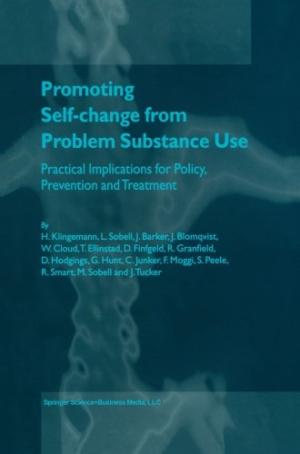 Promoting
Self-change from
Problem Substance Use
Practical Implications for Policy,
Prevention and Treatment
By
H. Klingemann, L. Sobell, J. Barker, J. Blomqvist,
W. Cloud, T. Ellinstad, D. Finfgeld, R. Granfield,
D. Hodgings, G. Hunt, C. Junker, F. Moggi, S. Peele,
R. Smart, M. Sobell and J. Tucker
Springer Science+Business Media, LLC